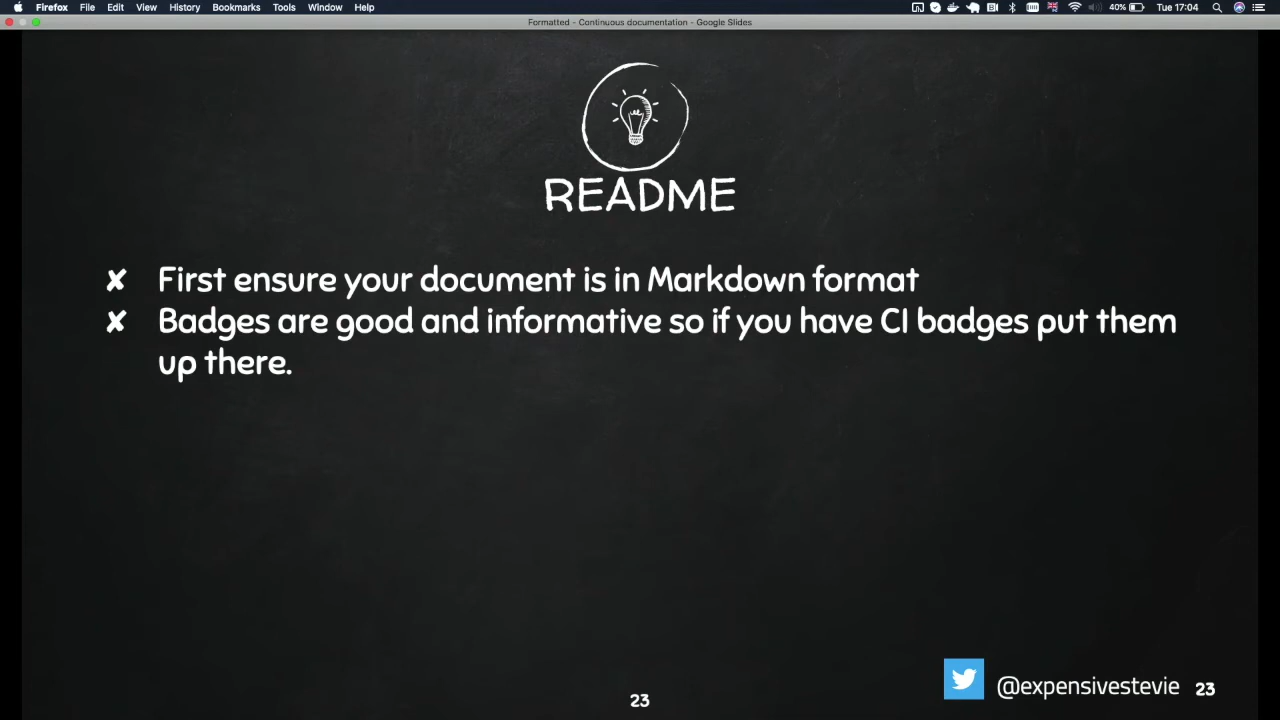 Firefox File Edit View History Bookmarks Tools Window Help 40% Tue 17:04
Formatted - Continuous documentation - Google Slides
README
✘ First ensure your document is in Markdown format
✘ Badges are good and informative so if you have CI badges put them
up there.
@expensivestevie 23
23